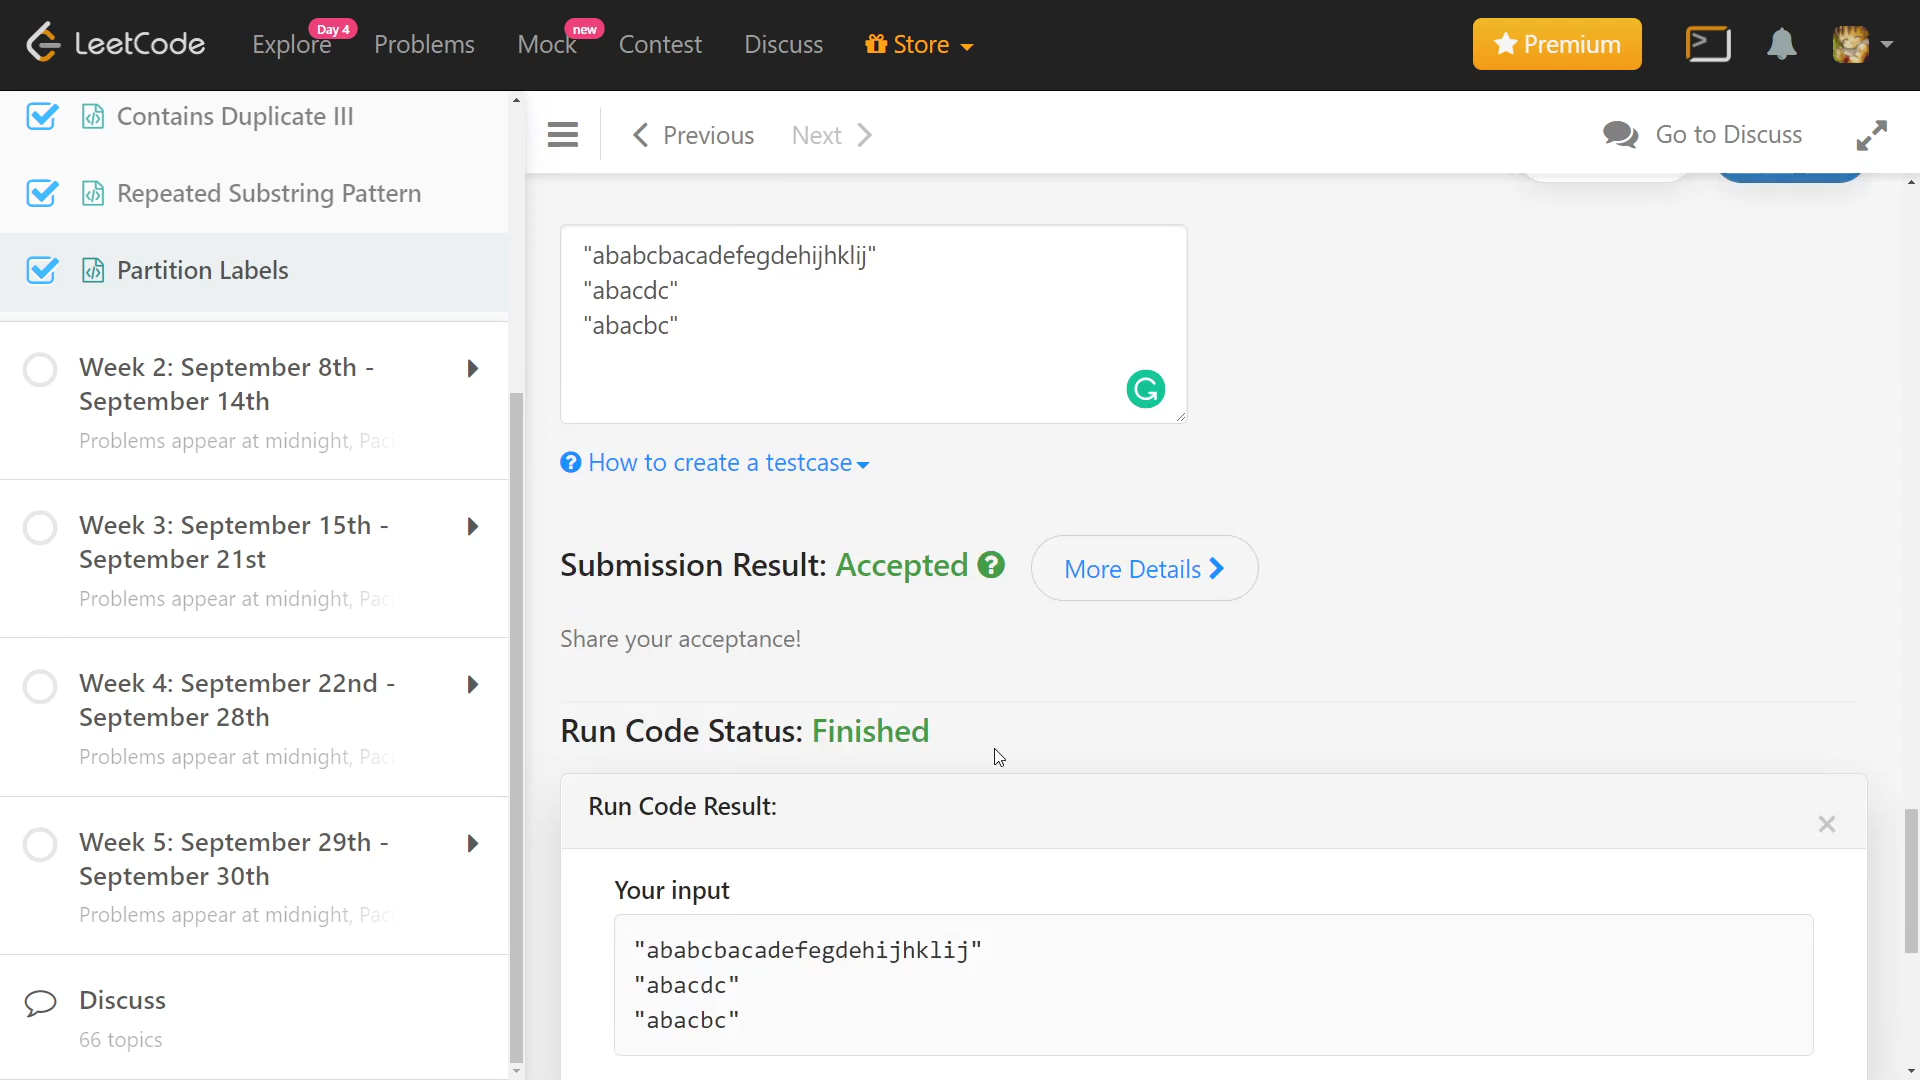 LeetCode
Explore
Day 4
Problems
Mock
new
Contest
Discuss
Store
Premium
Contains Duplicate III
Repeated Substring Pattern
Partition Labels
Week 2: September 8th -
September 14th
Problems appear at midnight, Paci
Week 3: September 15th -
September 21st
Problems appear at midnight, Paci
Week 4: September 22nd -
September 28th
Problems appear at midnight, Paci
Week 5: September 29th -
September 30th
Problems appear at midnight, Paci
Discuss
66 topics
Previous
Next
Go to Discuss
"ababcbacadefegdehijhklij"
"abacdc"
"abacbc"
How to create a testcase
Submission Result: Accepted
More Details
Share your acceptance!
Run Code Status: Finished
Run Code Result:
Your input
"ababcbacadefegdehijhklij"
"abacdc"
"abacbc"